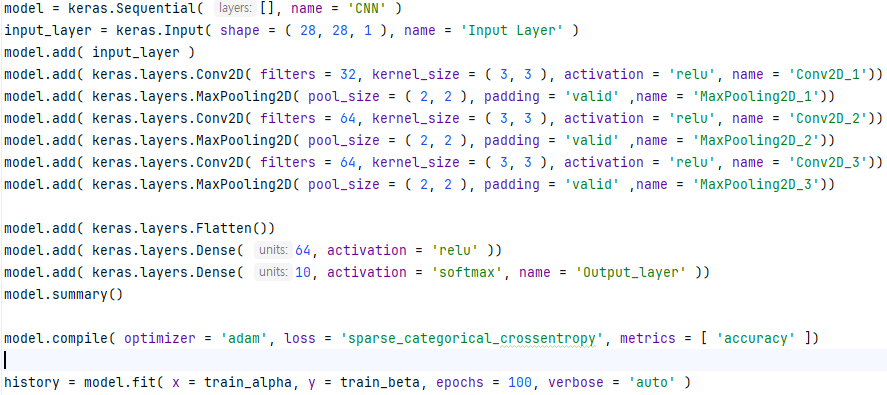 model = keras.Sequential( layers: [], name = 'CNN' )
input_layer = keras.Input( shape = ( 28, 28, 1 ), name = 'Input Layer' )
model.add( input_layer )
model.add( keras.layers.Conv2D( filters = 32, kernel_size = ( 3, 3 ), activation = 'relu', name = 'Conv2D_1'))
model.add( keras.layers.MaxPooling2D( pool_size = ( 2, 2 ), padding = 'valid' ,name = 'MaxPooling2D_1'))
model.add( keras.layers.Conv2D( filters = 64, kernel_size = ( 3, 3 ), activation = 'relu', name = 'Conv2D_2'))
model.add( keras.layers.MaxPooling2D( pool_size = ( 2, 2 ), padding = 'valid' ,name = 'MaxPooling2D_2'))
model.add( keras.layers.Conv2D( filters = 64, kernel_size = ( 3, 3 ), activation = 'relu', name = 'Conv2D_3'))
model.add( keras.layers.MaxPooling2D( pool_size = ( 2, 2 ), padding = 'valid' ,name = 'MaxPooling2D_3'))
model.add( keras.layers.Flatten())
model.add( keras.layers.Dense( units: 64, activation = 'relu' ))
model.add( keras.layers.Dense( units: 10, activation = 'softmax', name = 'Output_layer' ))
model.summary()
model.compile( optimizer = 'adam', loss = 'sparse_categorical_crossentropy', metrics = [ 'accuracy' ])
history = model.fit( x = train_alpha, y = train_beta, epochs = 100, verbose = 'auto' )